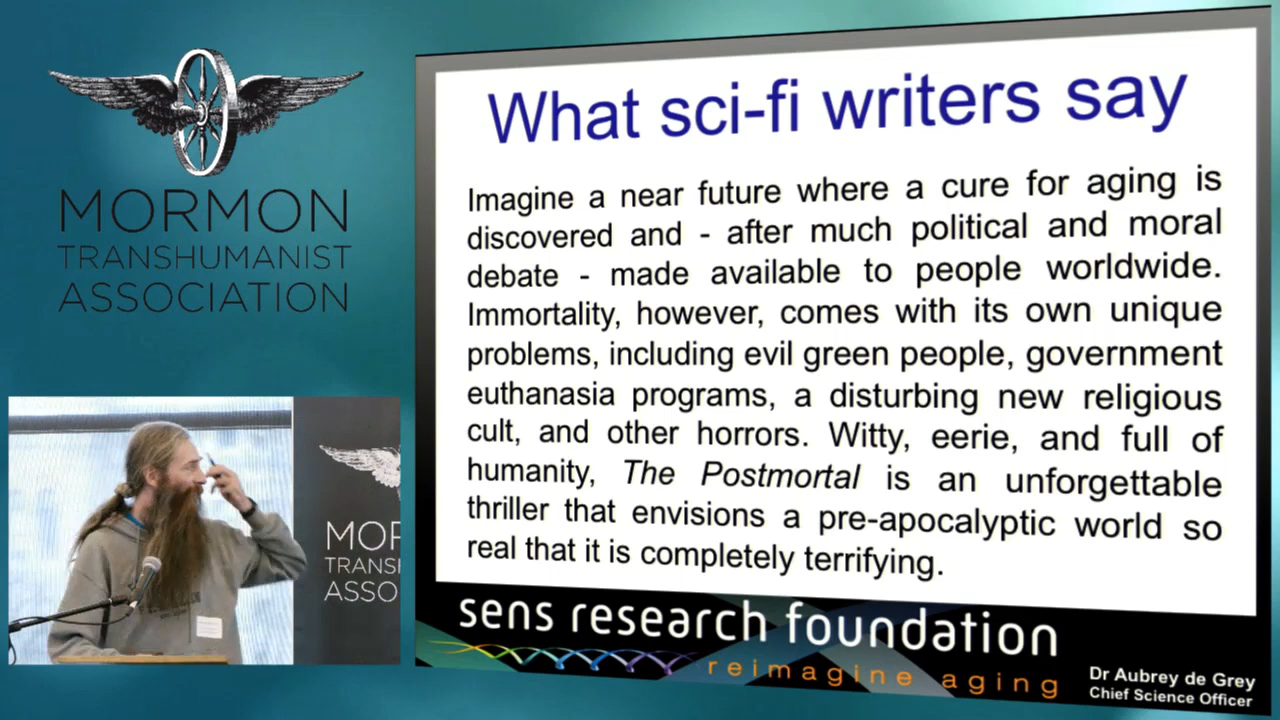 MORMON
TRANSHUMANIST
ASSOCIATION
What sci-fi writers say
Imagine a near future where a cure for aging is
discovered and - after much political and moral
debate - made available to people worldwide.
Immortality, however, comes with its own unique
problems, including evil green people, government
euthanasia programs, a disturbing new religious
cult, and other horrors. Witty, eerie, and full of
humanity, The Postmortal is an unforgettable
thriller that envisions a pre-apocalyptic world so
real that it is completely terrifying.
sens research foundation
reimagine aging
Dr Aubrey de Grey
Chief Science Officer
MOR
TRANS
ASSO